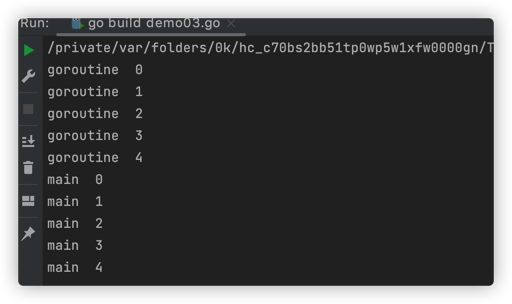 Run: go build demo03.go
/private/var/folders/0k/hc_c70bs2bb51tp0wp5w1xfw0000gn/T
goroutine  0
goroutine  1
goroutine  2
goroutine  3
goroutine  4
main  0
main  1
main  2
main  3
main  4